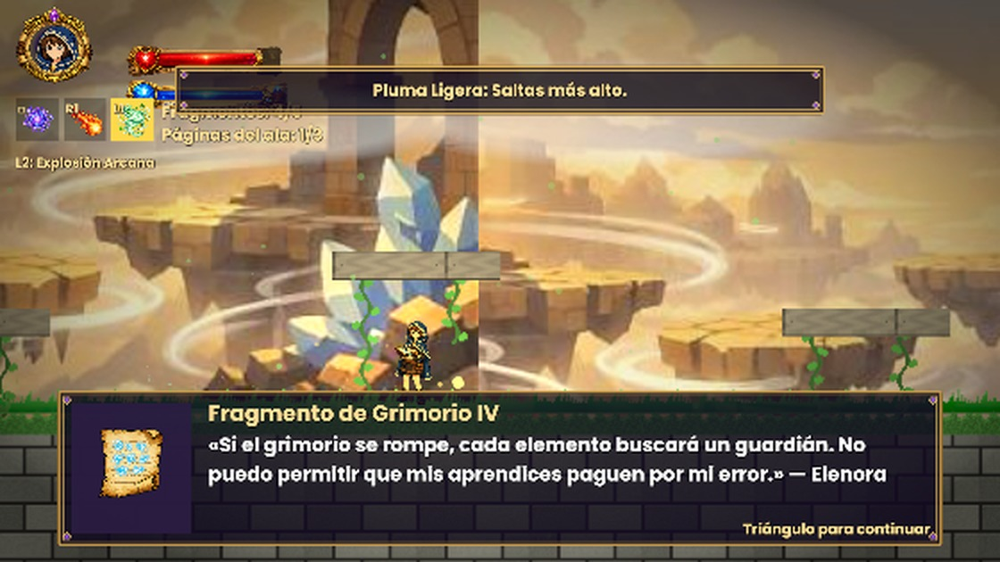 Pluma Ligera: Saltas más alto.
R1
Páginas del ala: 1/3
L2: Explosión Arcana
Fragmento de Grimorio IV
«Si el grimorio se rompe, cada elemento buscará un guardián. No
puedo permitir que mis aprendices paguen por mi error.» — Elenora
Triángulo para continuar